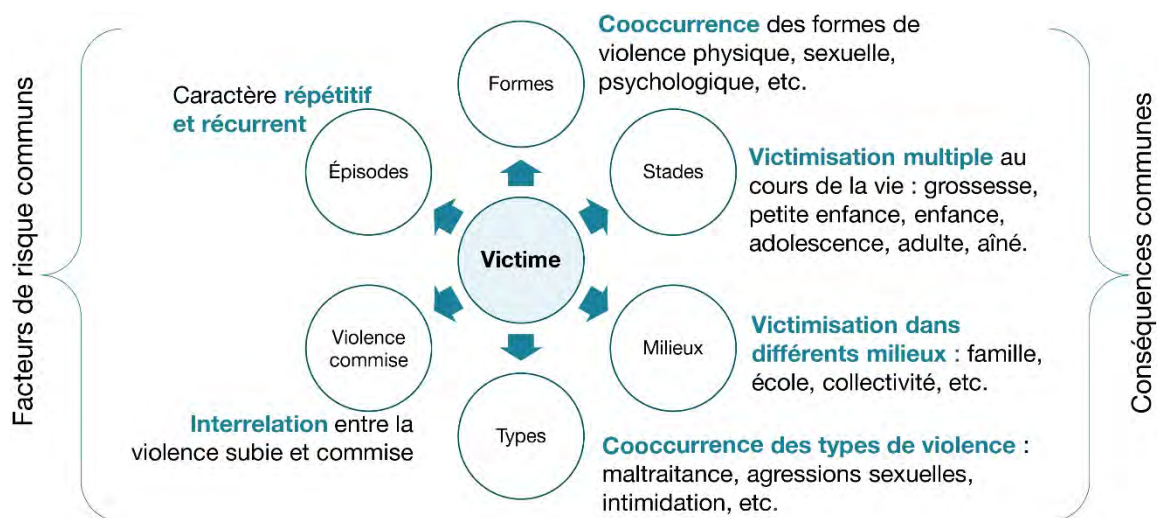 Facteurs de risque communs
Formes
Cooccurrence des formes de
violence physique, sexuelle,
psychologique, etc.
Caractère répétitif
et récurrent
Épisodes
Stades
Victimisation multiple au
cours de la vie : grossesse,
petite enfance, enfance,
adolescence, adulte, aîné.
Victime
Violence
commise
Milieux
Victimisation dans
différents milieux : famille,
école, collectivité, etc.
Interrelation entre la
violence subie et commise
Types
Cooccurrence des types de violence :
maltraitance, agressions sexuelles,
intimidation, etc.
Conséquences communes